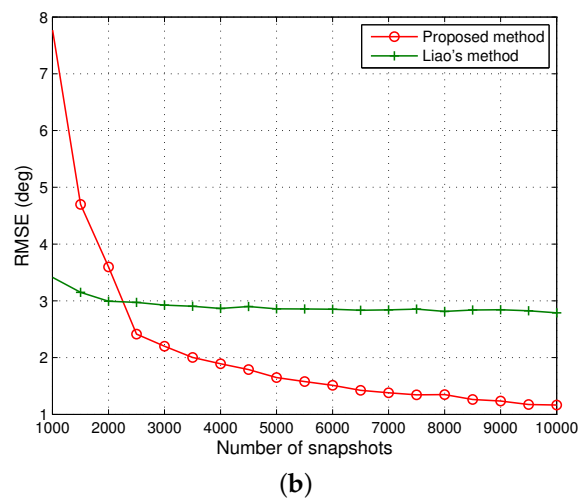 8
7
6
5
4
3
2
1
RMSE (deg)
Proposed method
Liao's method
1000 2000 3000 4000 5000 6000 7000 8000 9000 10000
Number of snapshots
(b)